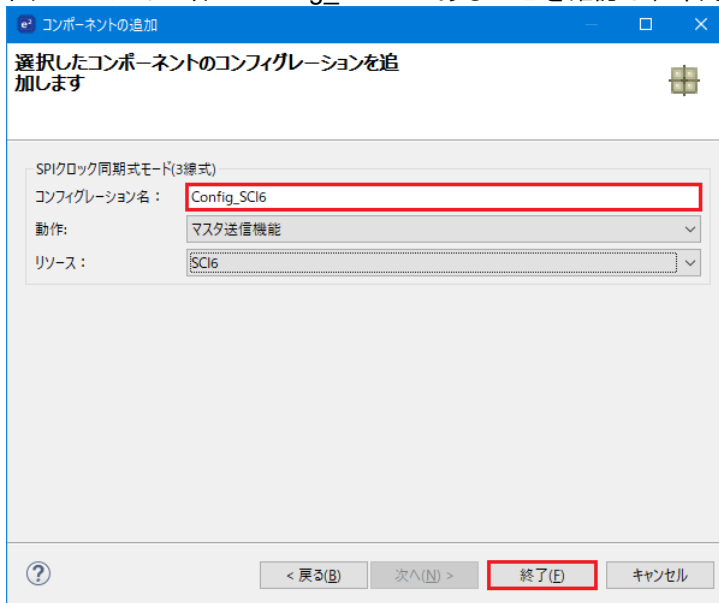 e² コンポーネントの追加
選択したコンポーネントのコンフィグレーションを追
加します
SPIクロック同期式モード(3線式)
コンフィグレーション名： Config_SCI6
動作: マスタ送信機能
リソース： SCI6
? < 戻る(B) 次へ(N) > 終了(F) キャンセル